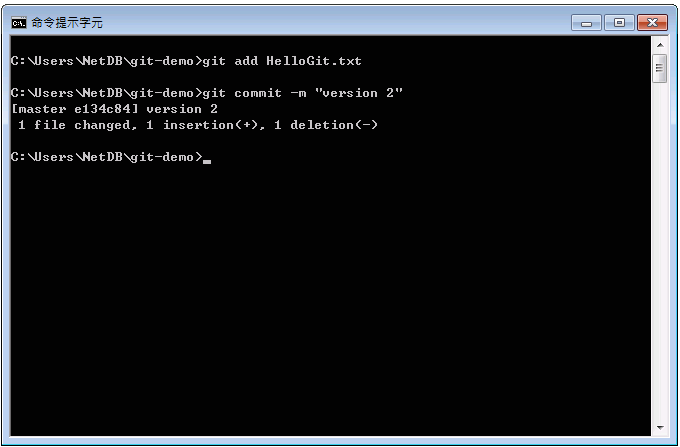 命令提示字元
C:\Users\NetDB\git-demo>git add HelloGit.txt
C:\Users\NetDB\git-demo>git commit -m "version 2"
[master e134c84] version 2
 1 file changed, 1 insertion(+), 1 deletion(-)
C:\Users\NetDB\git-demo>_